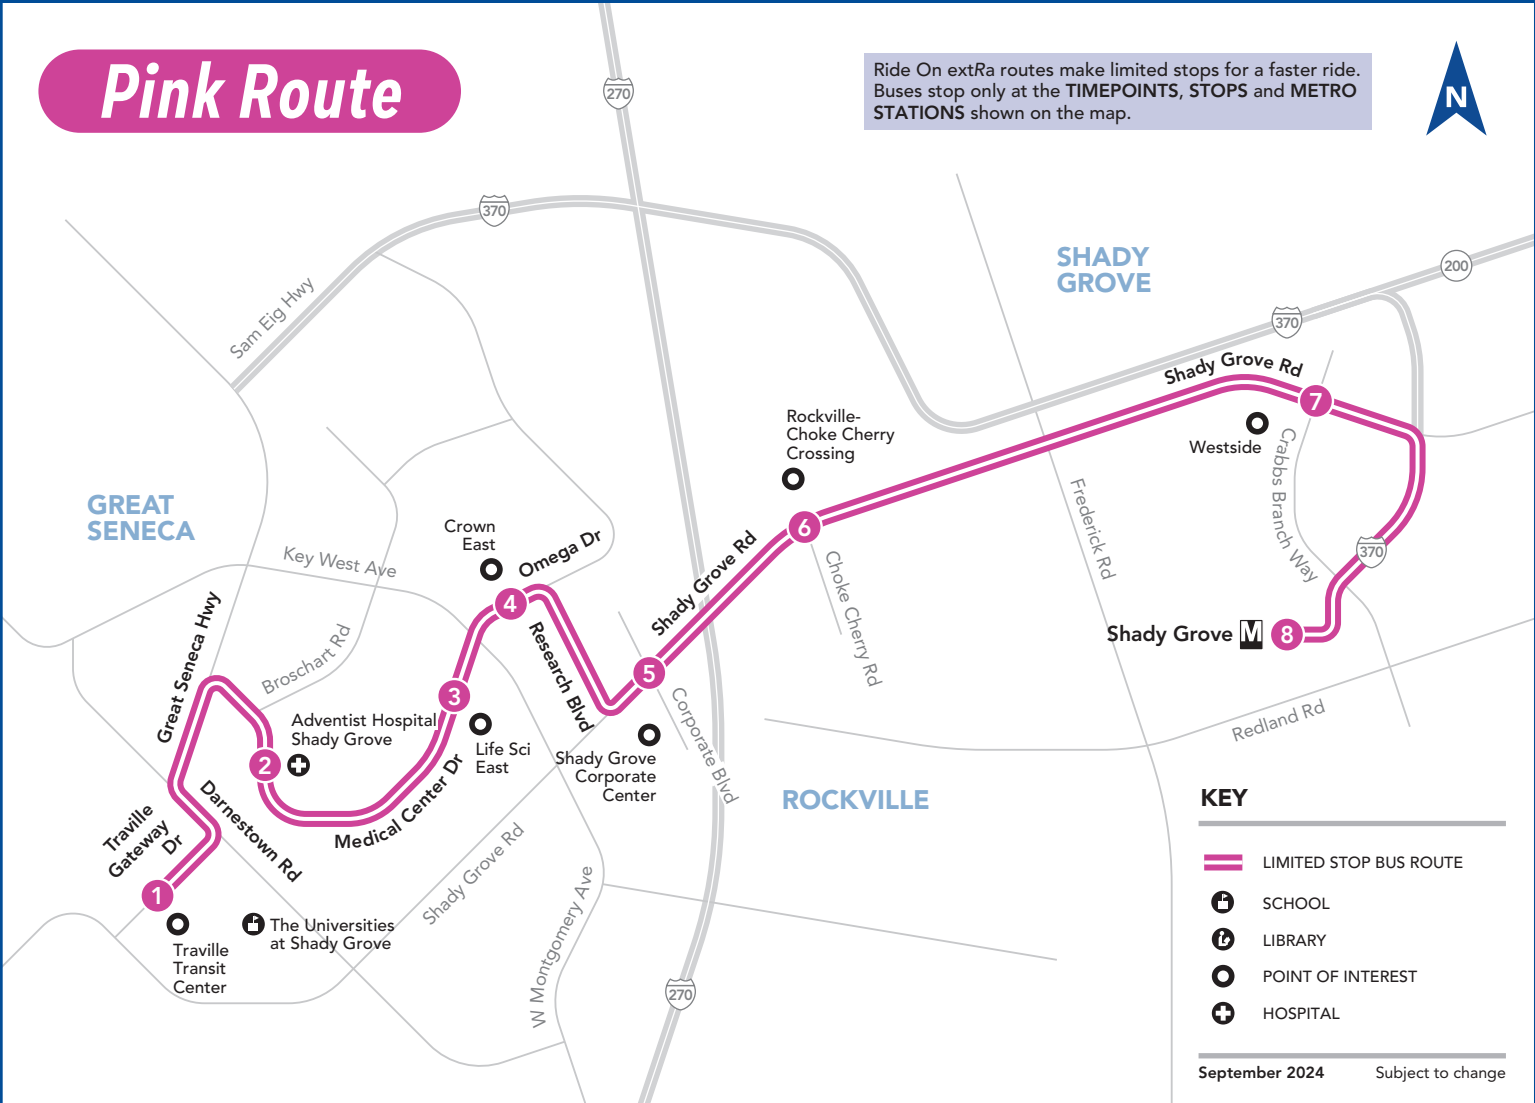 Pink Route
Ride On extRa routes make limited stops for a faster ride.
Buses stop only at the TIMEPOINTS, STOPS and METRO
STATIONS shown on the map.
N
270
370
SHADY
GROVE
200
370
Sam Eig Hwy
Shady Grove Rd
7
Westside
Crabbs Branch Way
Rockville-
Choke Cherry
Crossing
6
Frederick Rd
GREAT
SENECA
Key West Ave
Crown
East
Omega Dr
4
Shady Grove Rd
Choke Cherry Rd
370
Shady Grove M 8
Great Seneca Hwy
Broschart Rd
Research Blvd
5
3
Corporate Blvd
Adventist Hospital
Shady Grove
2
Life Sci
East
Shady Grove
Corporate
Center
Redland Rd
Medical Center Dr
Darnestown Rd
Traville
Gateway
Dr
ROCKVILLE
1
Traville
Transit
Center
The Universities
at Shady Grove
Shady Grove Rd
W Montgomery Ave
270
KEY
LIMITED STOP BUS ROUTE
SCHOOL
LIBRARY
POINT OF INTEREST
HOSPITAL
September 2024 Subject to change